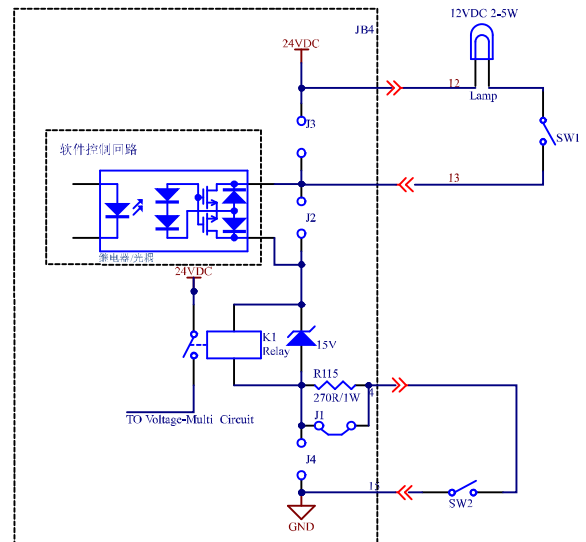 12VDC 2-5W
24VDC
JB4
12
Lamp
J3
SW1
软件控制回路
13
J2
继电器/光耦
24VDC
K1
Relay
15V
R115
270R/1W
4
J1
TO Voltage-Multi Circuit
J4
15
SW2
GND